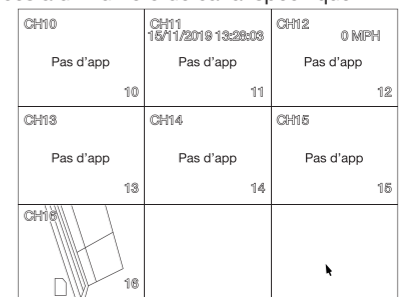 CH10 CH11 CH12
15/11/2019 13:28:03 0 MPH
Pas d'app Pas d'app Pas d'app
10 11 12
CH13 CH14 CH15
Pas d'app Pas d'app Pas d'app
13 14 15
CH16
16